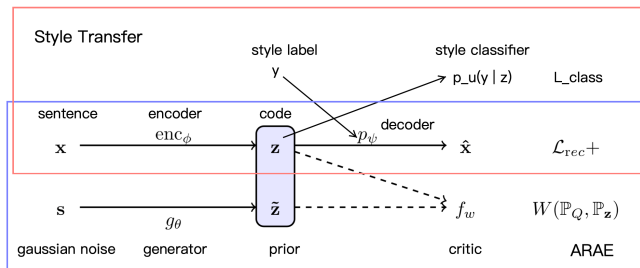 Style Transfer
style label
style classifier
y
p_u(y | z)
L_class
sentence
encoder
code
decoder
x
enc_ϕ
z
p_ψ
x̂
ℒ_rec+
s
g_θ
z̃
f_w
W(ℙ_Q, ℙ_z)
gaussian noise
generator
prior
critic
ARAE